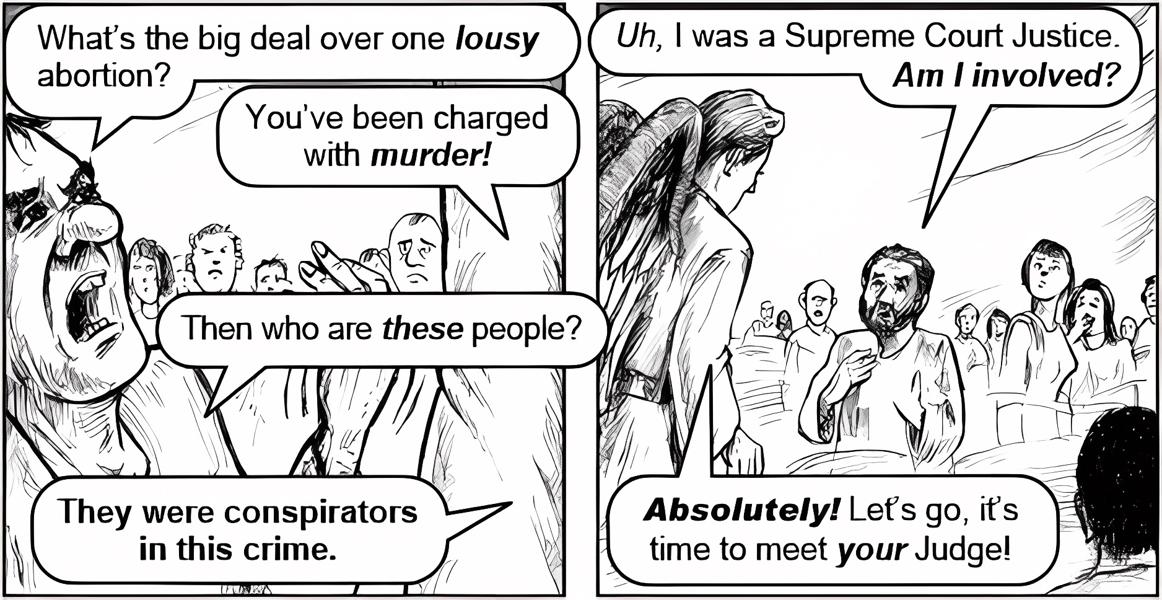 What's the big deal over one lousy
abortion?
You've been charged
with murder!
Then who are these people?
They were conspirators
in this crime.
Uh, I was a Supreme Court Justice.
Am I involved?
Absolutely! Let's go, it's
time to meet your Judge!